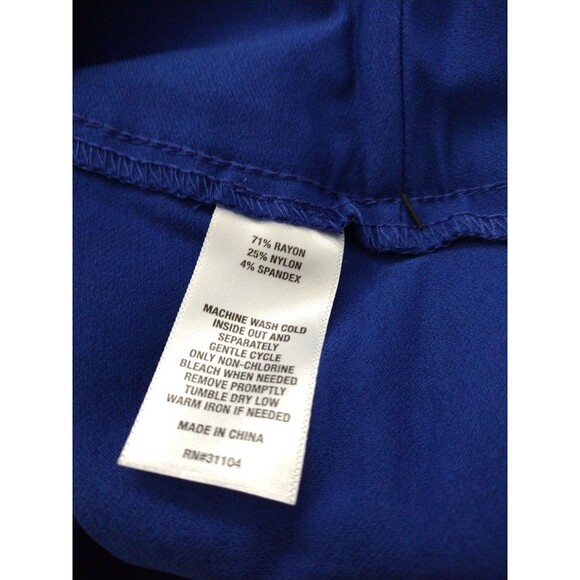 71% RAYON
25% NYLON
4% SPANDEX
MACHINE WASH COLD
INSIDE OUT AND
SEPARATELY
GENTLE CYCLE
ONLY NON-CHLORINE
BLEACH WHEN NEEDED
REMOVE PROMPTLY
TUMBLE DRY LOW
WARM IRON IF NEEDED
MADE IN CHINA
RN#31104